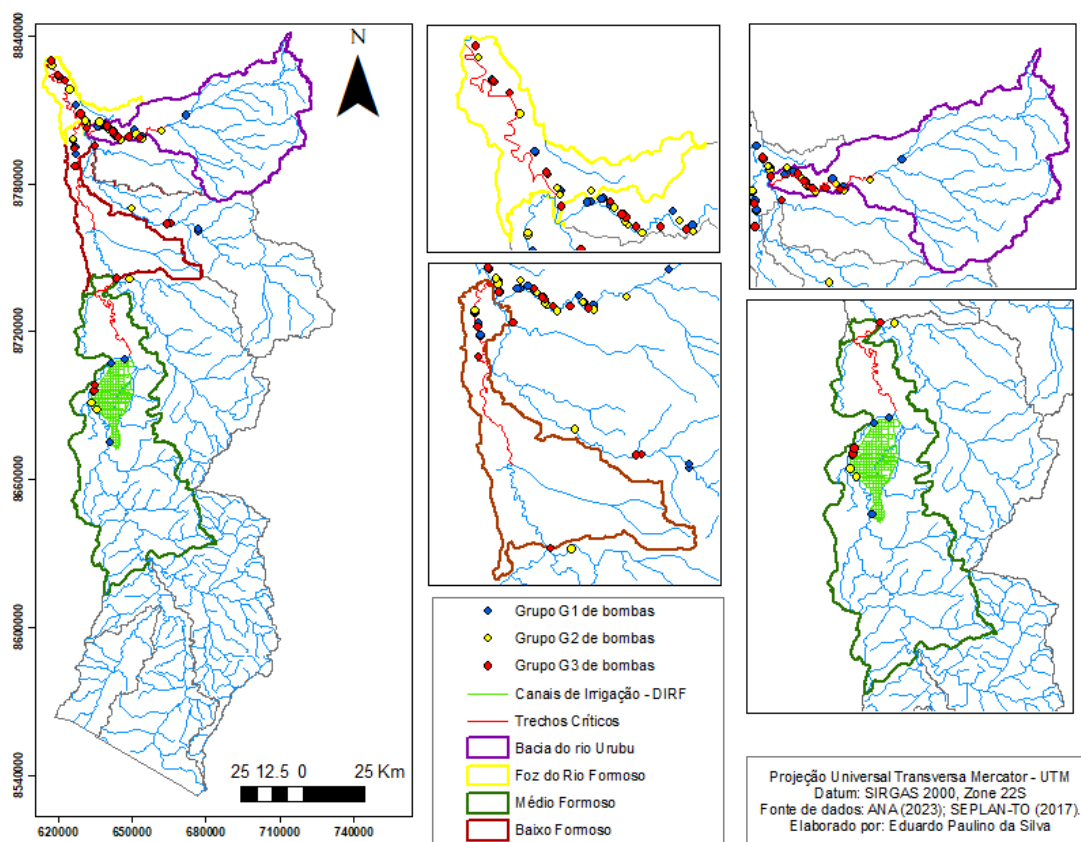 N
8840000
8780000
8720000
8660000
8600000
8540000
25 12.5 0 25 Km
620000 650000 680000 710000 740000
Grupo G1 de bombas
Grupo G2 de bombas
Grupo G3 de bombas
Canais de Irrigação - DIRF
Trechos Críticos
Bacia do rio Urubu
Foz do Rio Formoso
Médio Formoso
Baixo Formoso
Projeção Universal Transversa Mercator - UTM
Datum: SIRGAS 2000, Zone 22S
Fonte de dados: ANA (2023); SEPLAN-TO (2017).
Elaborado por: Eduardo Paulino da Silva